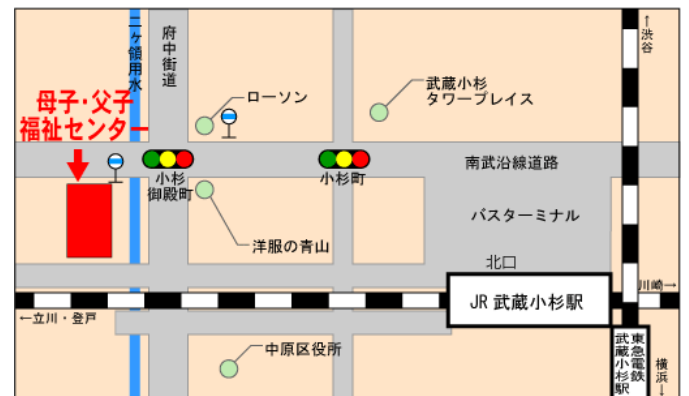 二ヶ領用水
府中街道
↑渋谷
母子・父子
福祉センター
ローソン
武蔵小杉
タワープレイス
小杉
御殿町
小杉町
南武沿線道路
バスターミナル
洋服の青山
北口
JR 武蔵小杉駅
川崎→
←立川・登戸
中原区役所
東急電鉄
武蔵小杉駅
横浜→